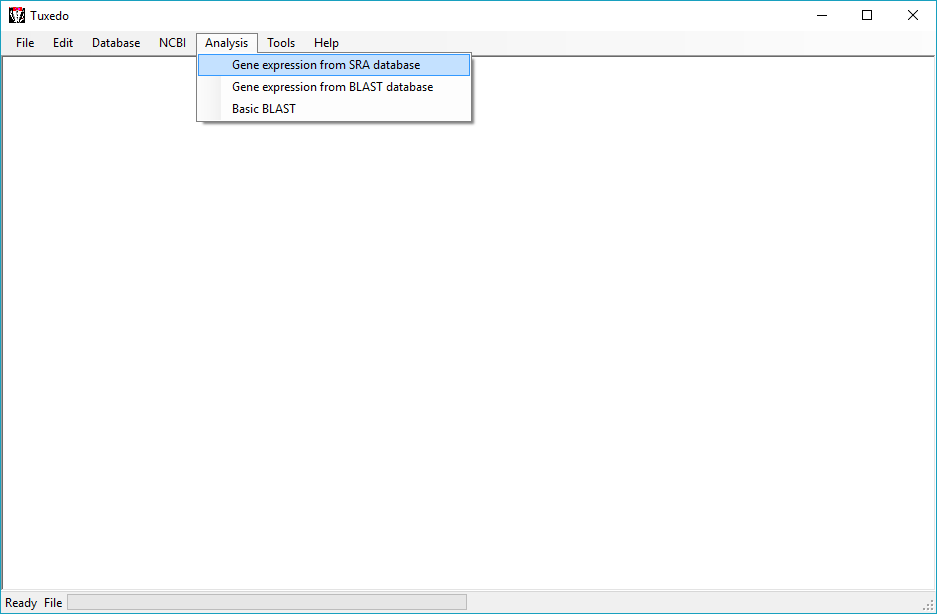 Tuxedo
File Edit Database NCBI Analysis Tools Help
Gene expression from SRA database
Gene expression from BLAST database
Basic BLAST
Ready File